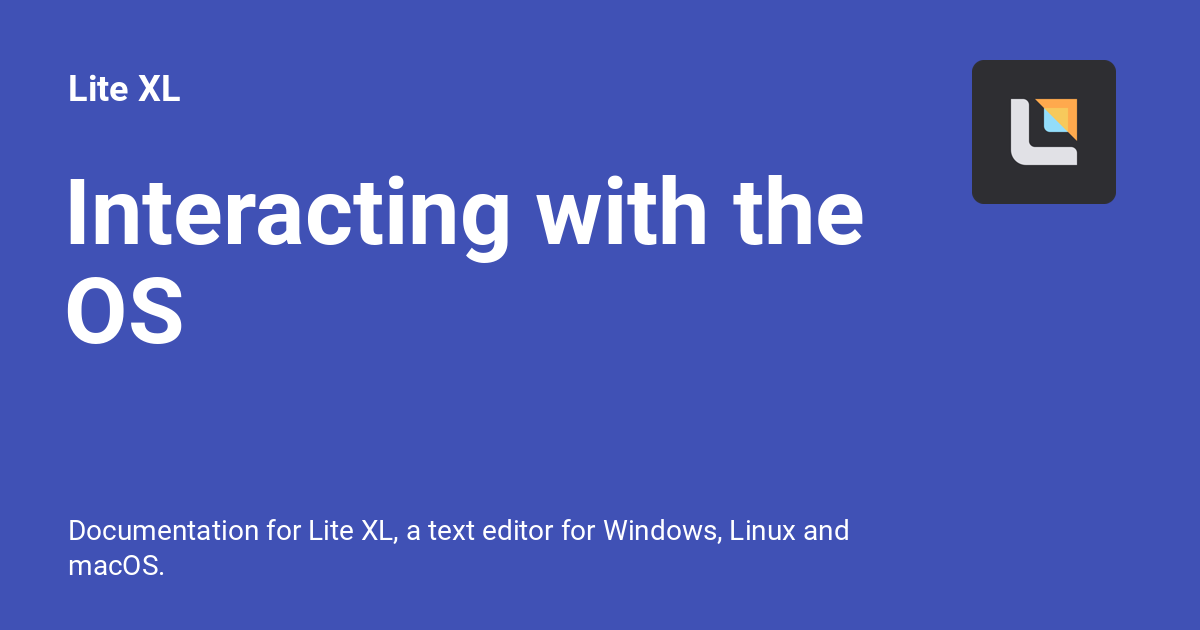 Lite XL
Interacting with the
OS
Documentation for Lite XL, a text editor for Windows, Linux and
macOS.